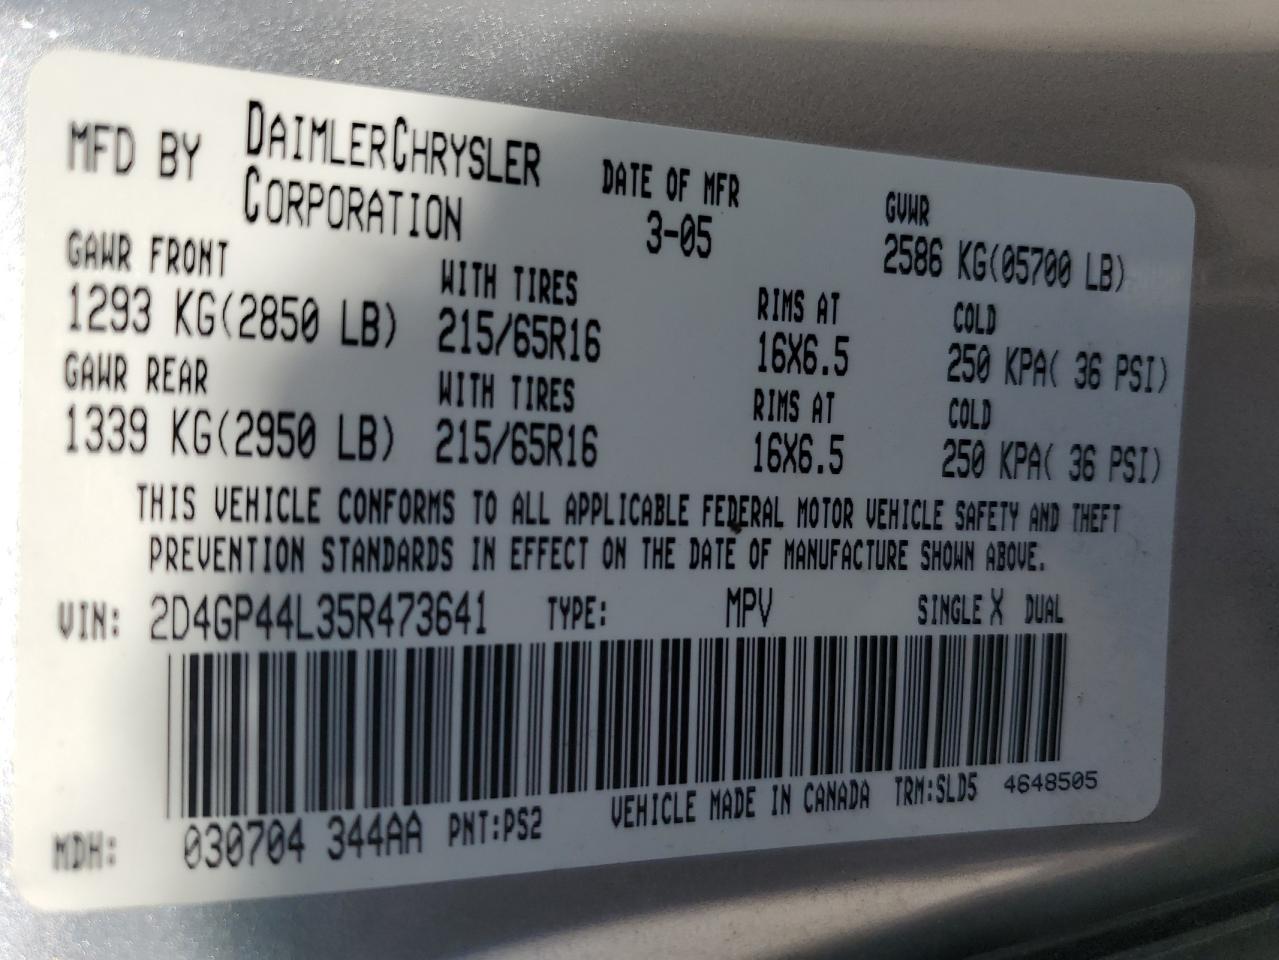 MFD BY DAIMLERCHRYSLER CORPORATION
DATE OF MFR 3-05
GVWR 2586 KG(05700 LB)
GAWR FRONT WITH TIRES RIMS AT COLD
1293 KG(2850 LB) 215/65R16 16X6.5 250 KPA( 36 PSI)
GAWR REAR WITH TIRES RIMS AT COLD
1339 KG(2950 LB) 215/65R16 16X6.5 250 KPA( 36 PSI)
THIS VEHICLE CONFORMS TO ALL APPLICABLE FEDERAL MOTOR VEHICLE SAFETY AND THEFT
PREVENTION STANDARDS IN EFFECT ON THE DATE OF MANUFACTURE SHOWN ABOVE.
VIN: 2D4GP44L35R473641 TYPE: MPV SINGLE X DUAL
MDH: 030704 344AA PNT:PS2 VEHICLE MADE IN CANADA TRM:SLD5 4648505